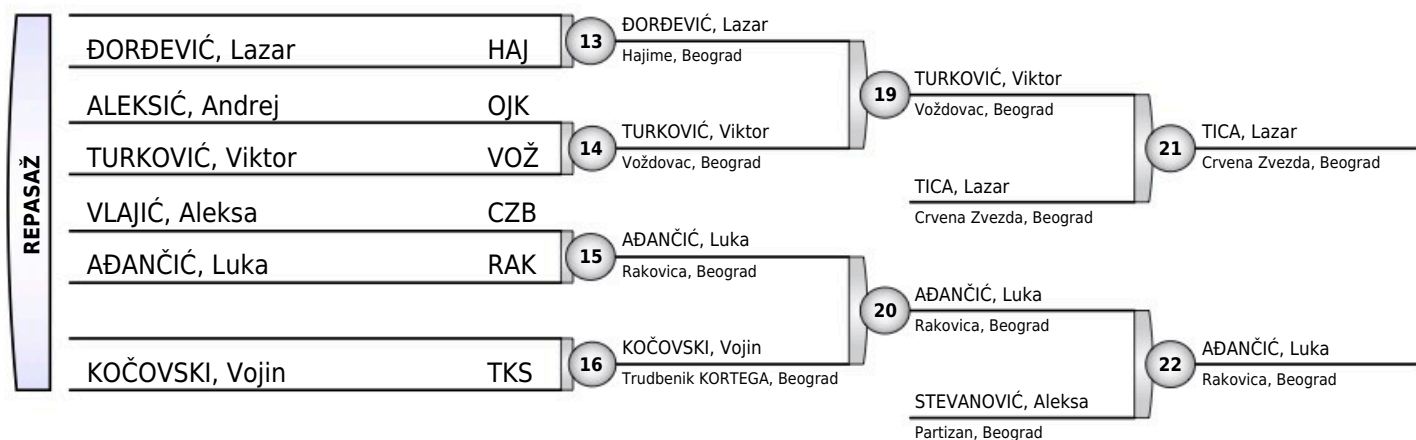 REPASAŽ
ĐORĐEVIĆ, Lazar HAJ
ALEKSIĆ, Andrej OJK
TURKOVIĆ, Viktor VOŽ
VLAJIĆ, Aleksa CZB
AĐANČIĆ, Luka RAK
KOČOVSKI, Vojin TKS
13
ĐORĐEVIĆ, Lazar
Hajime, Beograd
14
TURKOVIĆ, Viktor
Voždovac, Beograd
15
AĐANČIĆ, Luka
Rakovica, Beograd
16
KOČOVSKI, Vojin
Trudbenik KORTEGA, Beograd
19
TURKOVIĆ, Viktor
Voždovac, Beograd
TICA, Lazar
Crvena Zvezda, Beograd
20
AĐANČIĆ, Luka
Rakovica, Beograd
STEVANOVIĆ, Aleksa
Partizan, Beograd
21
TICA, Lazar
Crvena Zvezda, Beograd
22
AĐANČIĆ, Luka
Rakovica, Beograd